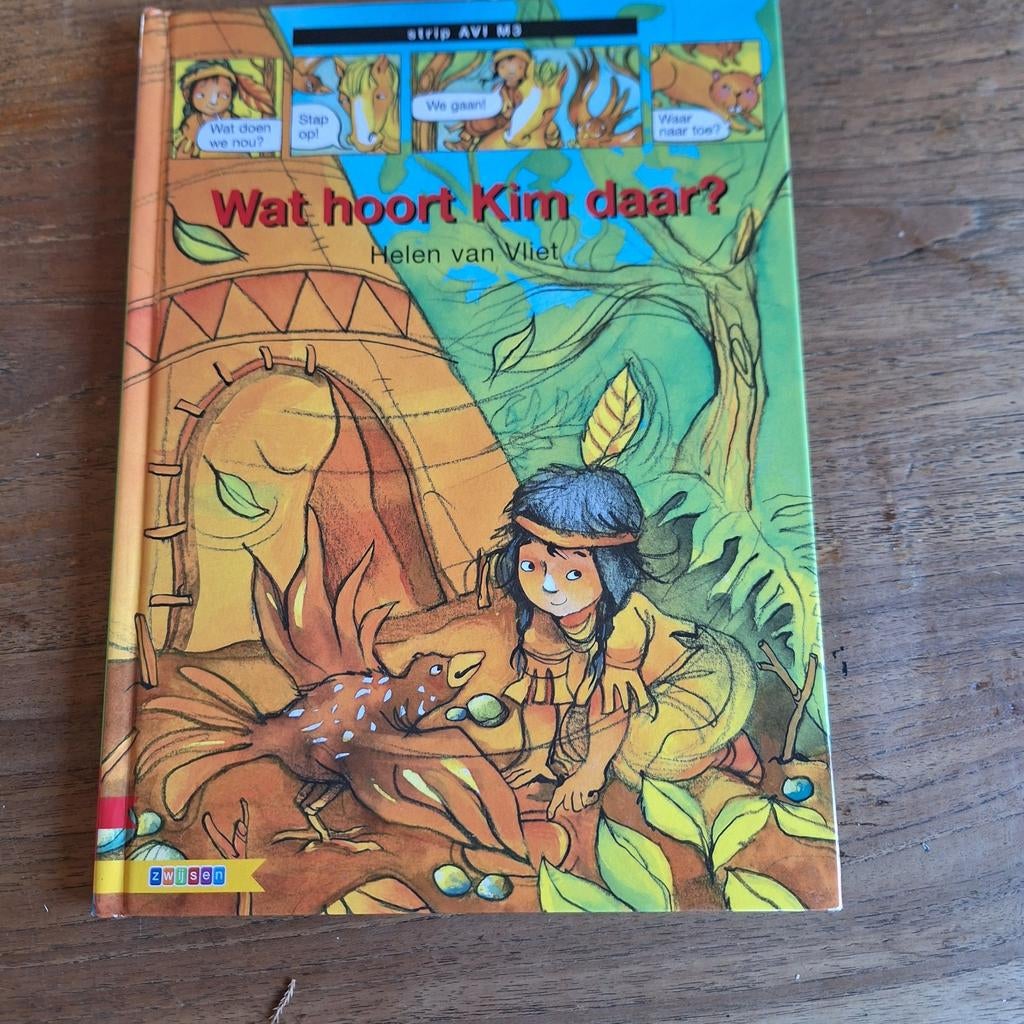 strip AVI M3
Wat doen
we nou?
Stap
op!
We gaan!
Waar
naar toe?
Wat hoort Kim daar?
Helen van Vliet
zwijsen